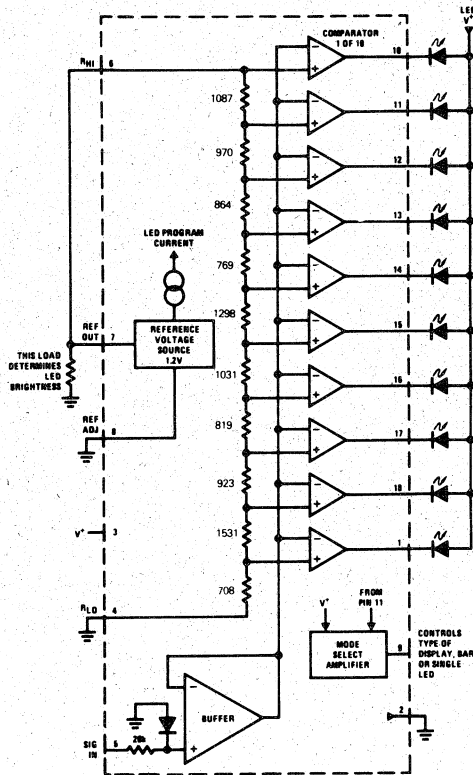 LED
V+
COMPARATOR
1 OF 10
10
RHI
6
1087
11
970
12
864
13
LED PROGRAM
CURRENT
769
14
1298
REF
OUT
7
REFERENCE
VOLTAGE
SOURCE
1.2V
15
THIS LOAD
DETERMINES
LED
BRIGHTNESS
1031
16
REF
ADJ
8
819
17
923
18
V+
3
1531
1
RLO
4
708
V+
FROM
PIN 11
MODE
SELECT
AMPLIFIER
9
CONTROLS
TYPE OF
DISPLAY, BAR
OR SINGLE
LED
BUFFER
2
SIG
IN
5
20k